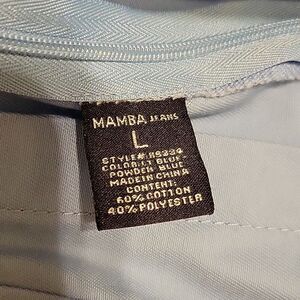 MAMBA JEANS
L
COLOR:LT BLUE-
POWDER BLUE
MADE IN CHINA
CONTENT:
60% COTTON
40% POLYESTER